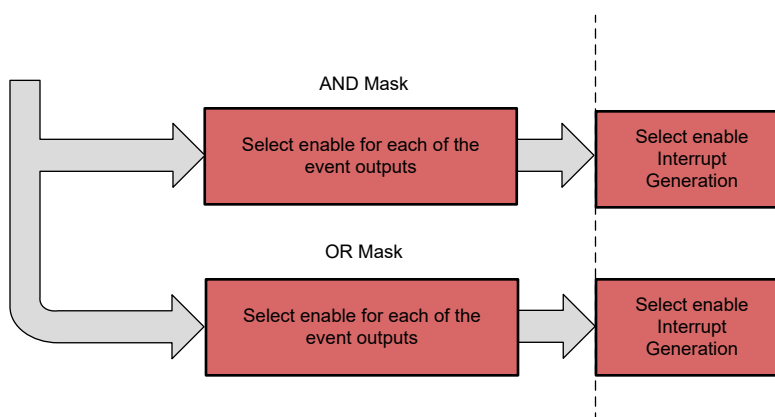 AND Mask
Select enable for each of the
event outputs
Select enable
Interrupt
Generation
OR Mask
Select enable for each of the
event outputs
Select enable
Interrupt
Generation